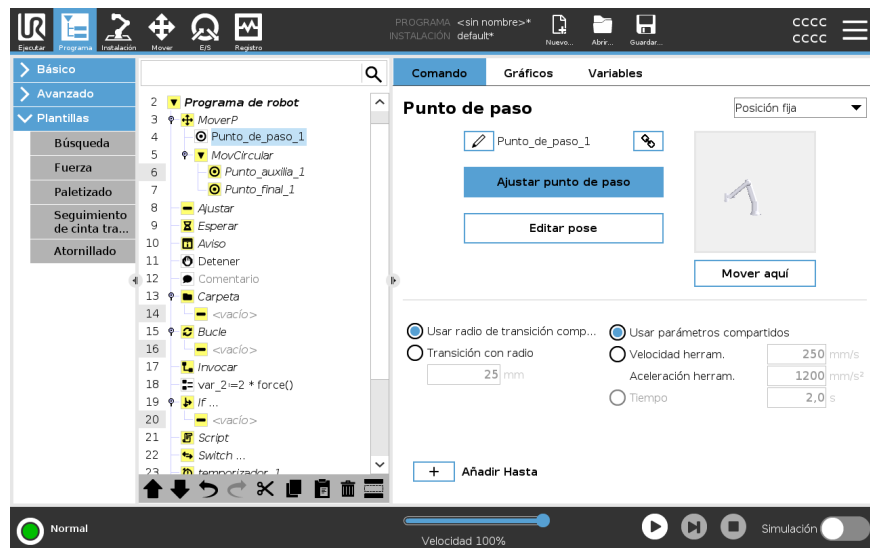 PROGRAMA <sin nombre>*
INSTALACIÓN default*
Ejecutar Programa Instalación Mover E/S Registro
Nuevo... Abrir... Guardar...
CCCC
CCCC
Básico
Avanzado
Plantillas
Búsqueda
Fuerza
Paletizado
Seguimiento
de cinta tra...
Atornillado
2 Programa de robot
3 MoverP
4 Punto_de_paso_1
5 MovCircular
6 Punto_auxilia_1
7 Punto_final_1
8 Ajustar
9 Esperar
10 Aviso
11 Detener
12 Comentario
13 Carpeta
14 <vacío>
15 Bucle
16 <vacío>
17 Invocar
18 var_2:=2 * force()
19 If ...
20 <vacío>
21 Script
22 Switch ...
23 temporizador_1
Comando Gráficos Variables
Punto de paso
Posición fija
Punto_de_paso_1
Ajustar punto de paso
Editar pose
Mover aquí
Usar radio de transición comp...
Transición con radio
25 mm
Usar parámetros compartidos
Velocidad herram. 250 mm/s
Aceleración herram. 1200 mm/s²
Tiempo 2,0 s
+ Añadir Hasta
Normal
Velocidad 100%
Simulación